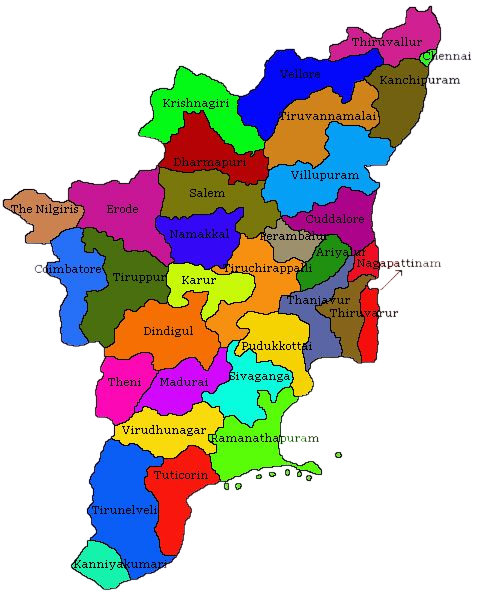 Thiruvallur
Chennai
Vellore
Kanchipuram
Krishnagiri
Tiruvannamalai
Dharmapuri
Villupuram
Salem
The Nilgiris
Erode
Cuddalore
Namakkal
Perambalur
Ariyalur
Nagapattinam
Coimbatore
Tiruppur
Karur
Tiruchirappalli
Thanjavur
Thiruvarur
Dindigul
Pudukkottai
Theni
Madurai
Sivaganga
Virudhunagar
Ramanathapuram
Tuticorin
Tirunelveli
Kanniyakumari